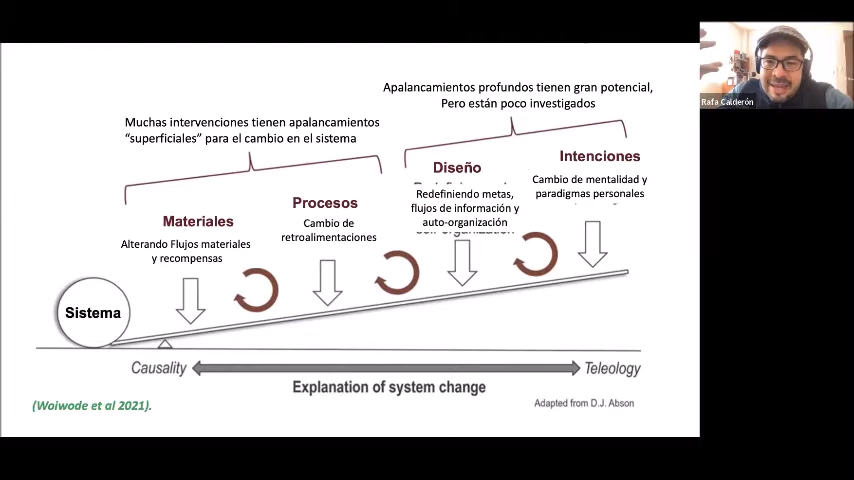 Apalancamientos profundos tienen gran potencial,
Pero están poco investigados
Muchas intervenciones tienen apalancamientos
“superficiales” para el cambio en el sistema
Intenciones
Cambio de mentalidad y
paradigmas personales
Diseño
Redefiniendo metas,
flujos de información y
auto-organización
Procesos
Cambio de
retroalimentaciones
Materiales
Alterando Flujos materiales
y recompensas
Sistema
Causality
Teleology
Explanation of system change
(Woiwode et al 2021).
Adapted from D.J. Abson
Rafa Calderón